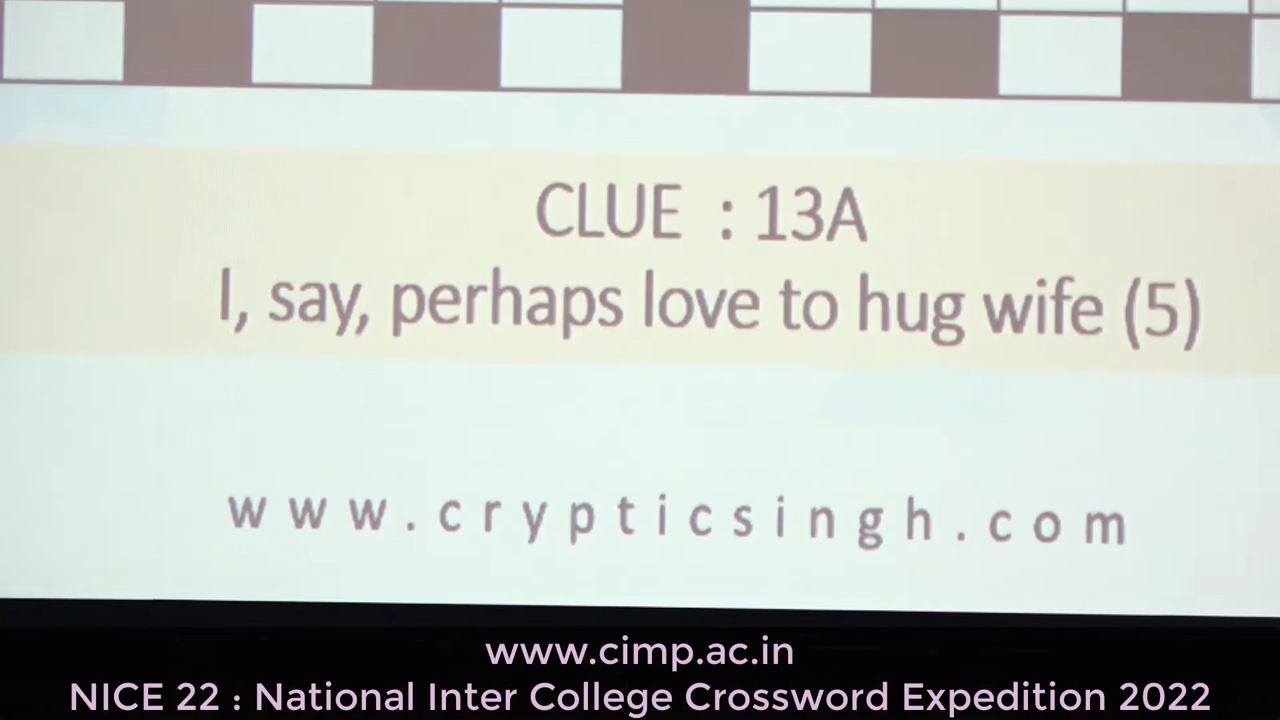 CLUE : 13A
I, say, perhaps love to hug wife (5)
www.crypticsingh.com
www.cimp.ac.in
NICE 22 : National Inter College Crossword Expedition 2022